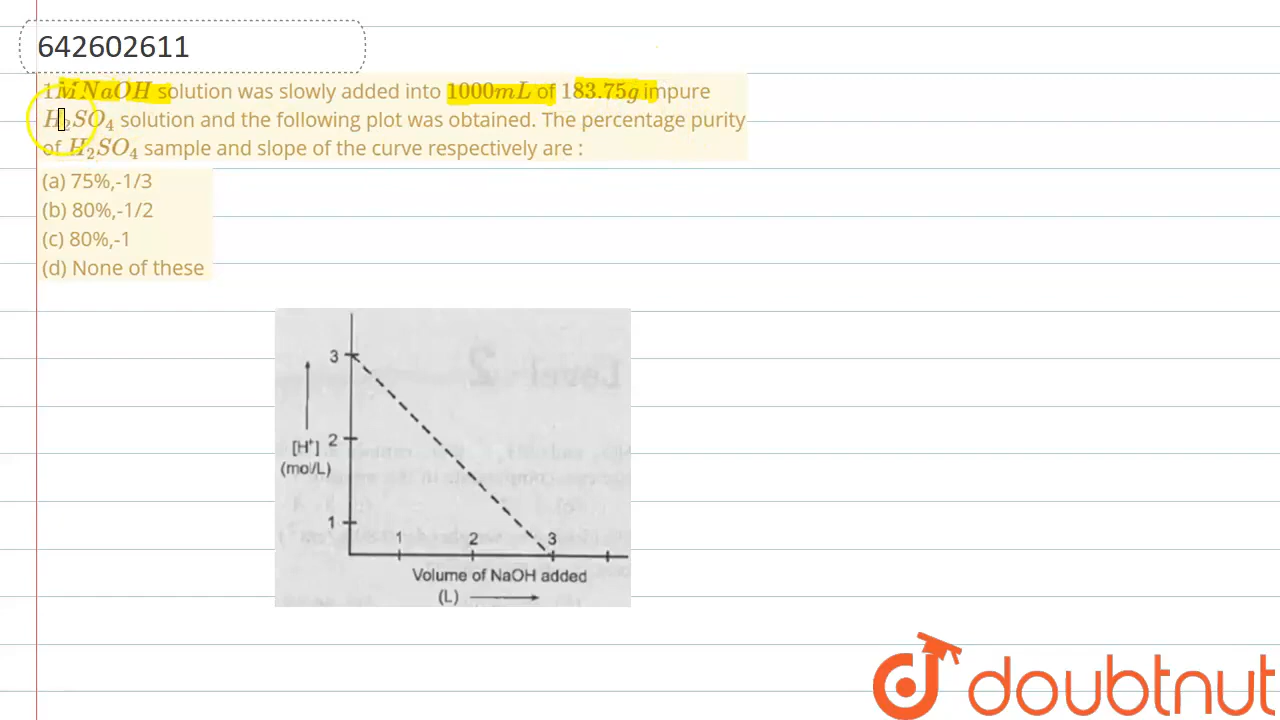 642602611
1M NaOH solution was slowly added into 1000mL of 183.75g impure
H₂SO₄ solution and the following plot was obtained. The percentage purity
of H₂SO₄ sample and slope of the curve respectively are :
(a) 75%,-1/3
(b) 80%,-1/2
(c) 80%,-1
(d) None of these
3
[H⁺] 2
(mol/L)
1
1 2 3
Volume of NaOH added
(L)
doubtnut